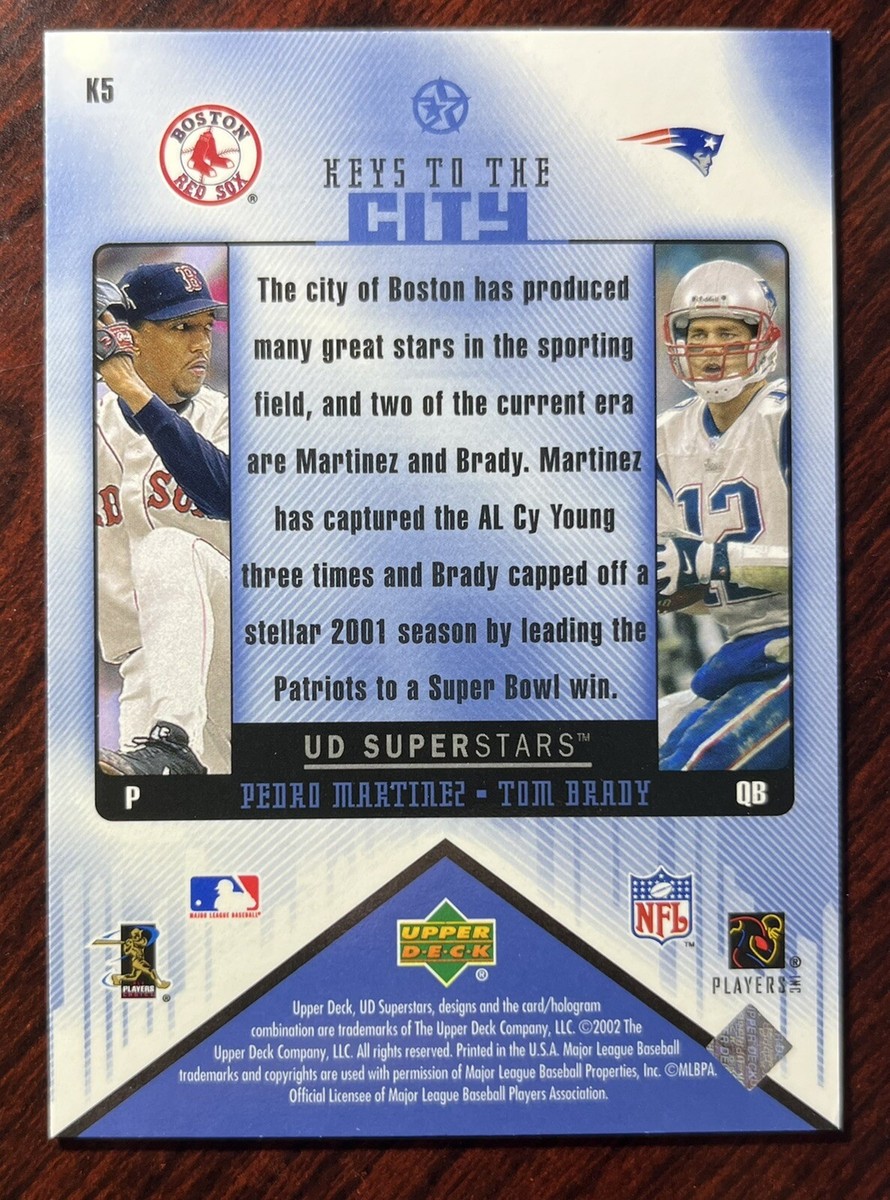 K5
BOSTON
RED SOX
®
KEYS TO THE
CITY
B
Riddell
The city of Boston has produced
many great stars in the sporting
field, and two of the current era
are Martinez and Brady. Martinez
has captured the AL Cy Young
three times and Brady capped off a
stellar 2001 season by leading the
Patriots to a Super Bowl win.
12
UD SUPERSTARS™
P
PEDRO MARTINEZ - TOM BRADY
QB
MAJOR LEAGUE BASEBALL®
NFL
™
PLAYERS
CHOICE
®
UPPER
D·E·C·K
®
PLAYERS INC ®
Upper Deck, UD Superstars, designs and the card/hologram
combination are trademarks of The Upper Deck Company, LLC. ©2002 The
Upper Deck Company, LLC. All rights reserved. Printed in the U.S.A. Major League Baseball
trademarks and copyrights are used with permission of Major League Baseball Properties, Inc. ©MLBPA.
Official Licensee of Major League Baseball Players Association.